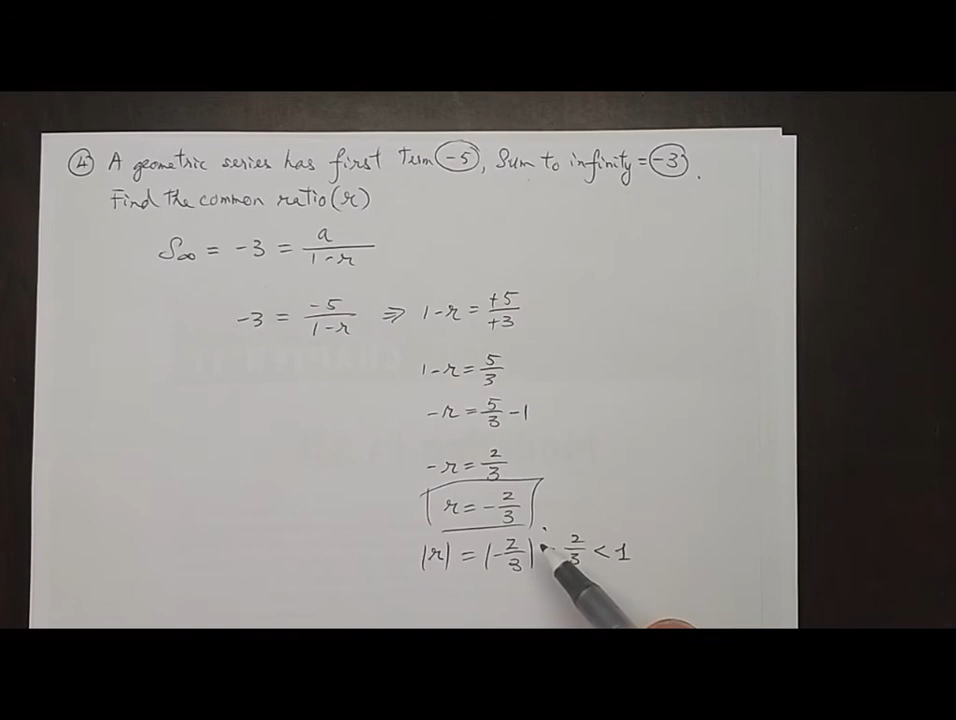 ④ A geometric series has first term -5, Sum to infinity = -3.
Find the common ratio (r)
S∞ = -3 = a/(1-r)
-3 = -5/(1-r) ⇒ 1-r = +5/+3
1-r = 5/3
-r = 5/3 - 1
-r = 2/3
r = -2/3
|r| = |-2/3| = 2/3 < 1